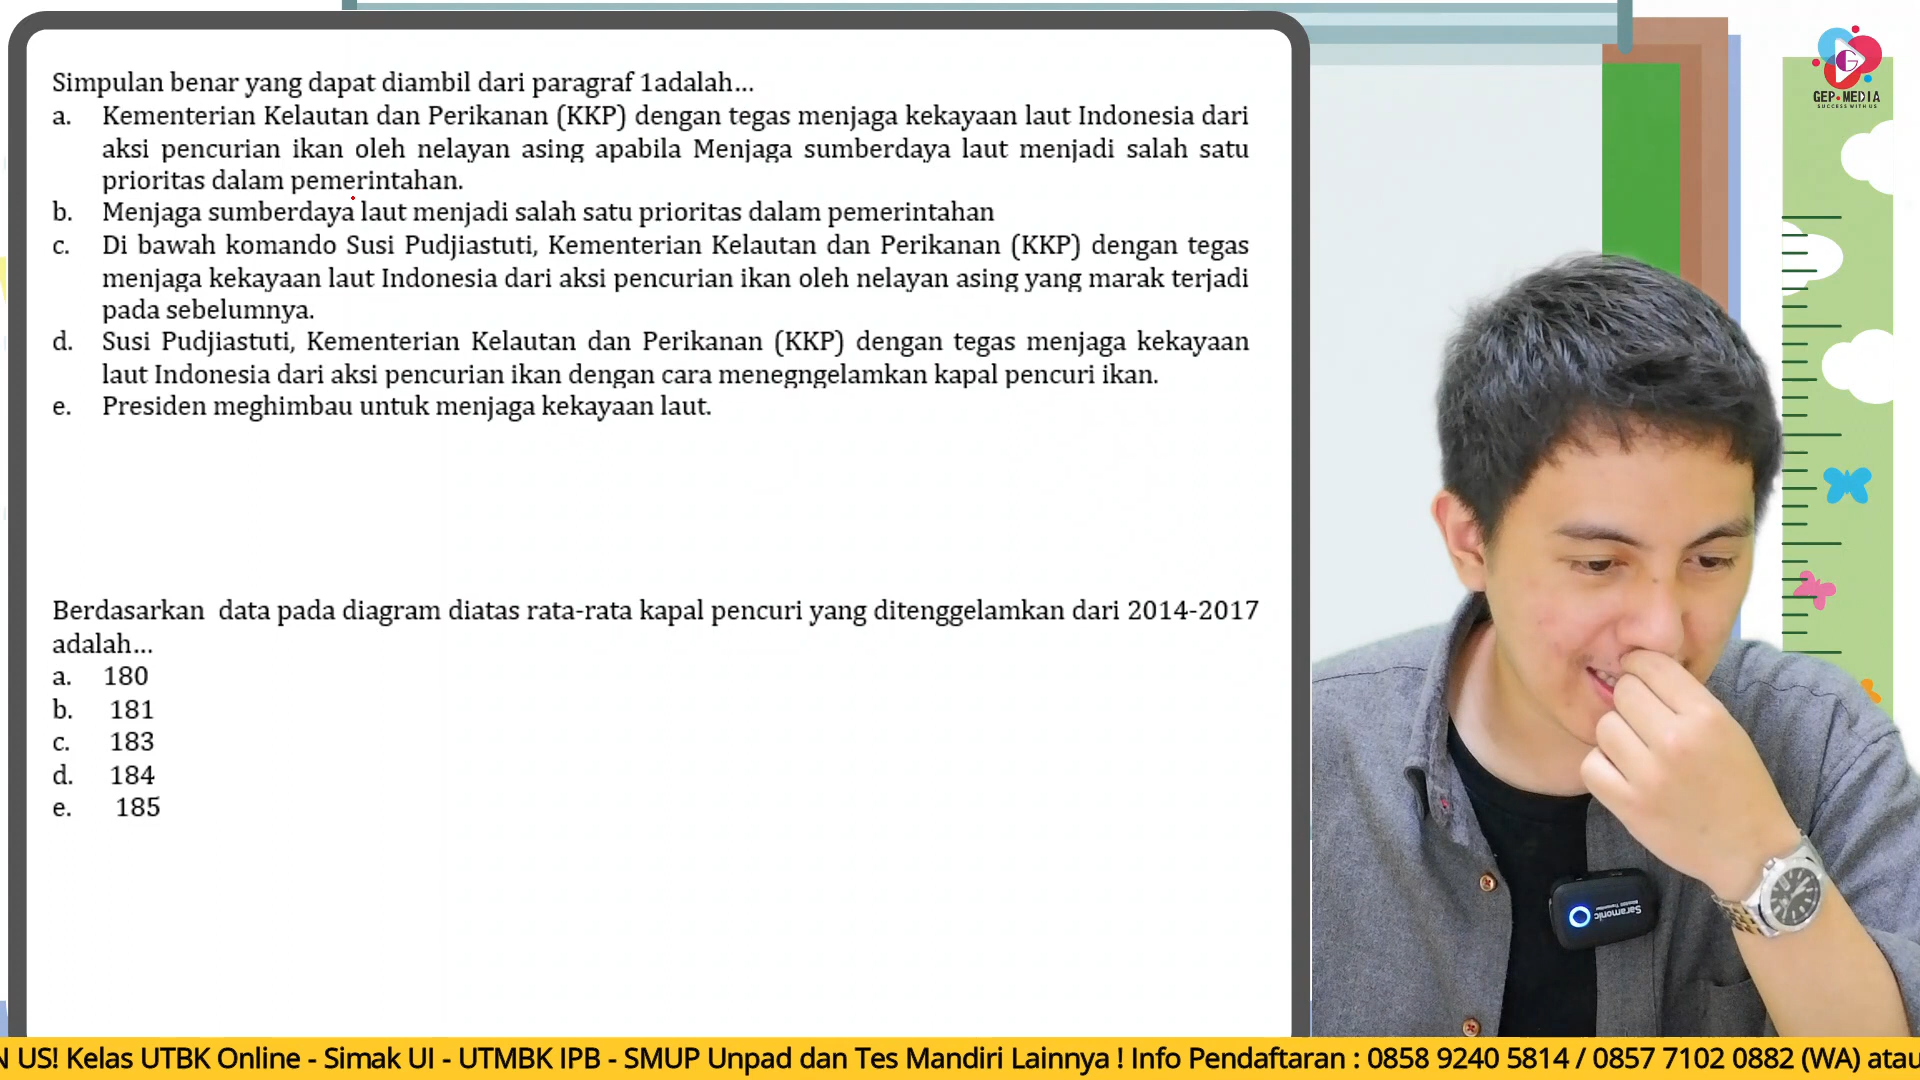 Simpulan benar yang dapat diambil dari paragraf 1adalah...
a. Kementerian Kelautan dan Perikanan (KKP) dengan tegas menjaga kekayaan laut Indonesia dari
aksi pencurian ikan oleh nelayan asing apabila Menjaga sumberdaya laut menjadi salah satu
prioritas dalam pemerintahan.
b. Menjaga sumberdaya laut menjadi salah satu prioritas dalam pemerintahan
c. Di bawah komando Susi Pudjiastuti, Kementerian Kelautan dan Perikanan (KKP) dengan tegas
menjaga kekayaan laut Indonesia dari aksi pencurian ikan oleh nelayan asing yang marak terjadi
pada sebelumnya.
d. Susi Pudjiastuti, Kementerian Kelautan dan Perikanan (KKP) dengan tegas menjaga kekayaan
laut Indonesia dari aksi pencurian ikan dengan cara menegngelamkan kapal pencuri ikan.
e. Presiden meghimbau untuk menjaga kekayaan laut.
Berdasarkan data pada diagram diatas rata-rata kapal pencuri yang ditenggelamkan dari 2014-2017
adalah...
a. 180
b. 181
c. 183
d. 184
e. 185
G
GEP MEDIA
SUCCESS WITH US
Saramonic
N US! Kelas UTBK Online - Simak UI - UTMBK IPB - SMUP Unpad dan Tes Mandiri Lainnya ! Info Pendaftaran : 0858 9240 5814 / 0857 7102 0882 (WA) atau